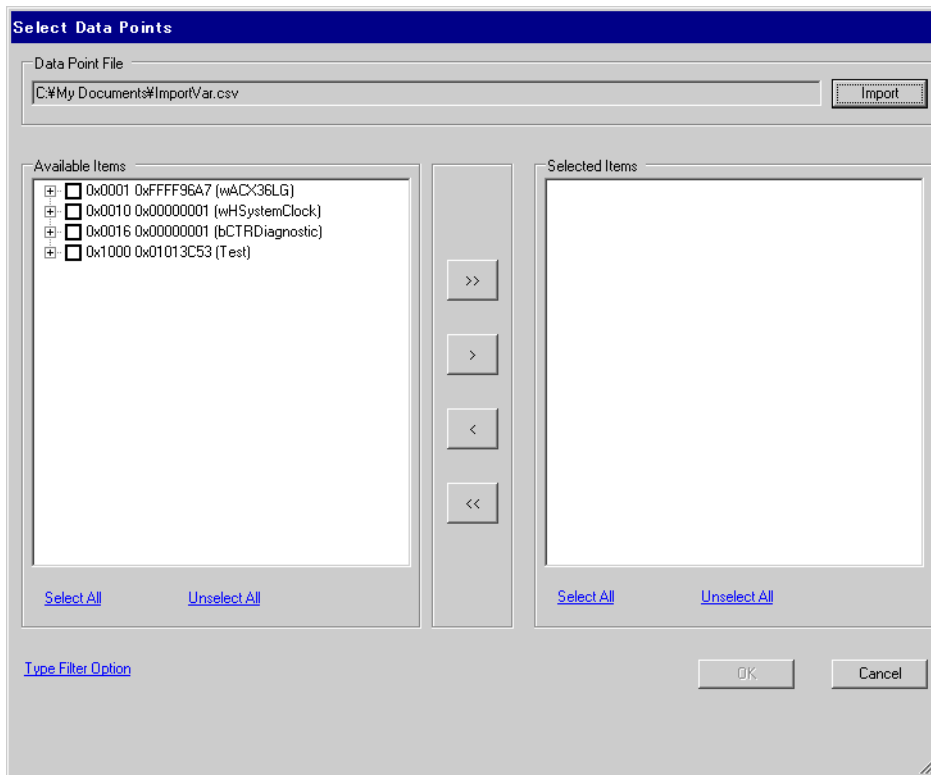 Select Data Points
Data Point File
C:¥My Documents¥ImportVar.csv
Import
Available Items
0x0001 0xFFFF96A7 (wACX36LG)
0x0010 0x00000001 (wHSystemClock)
0x0016 0x00000001 (bCTRDiagnostic)
0x1000 0x01013C53 (Test)
Select All
Unselect All
>>
>
<
<<
Selected Items
Select All
Unselect All
Type Filter Option
OK
Cancel